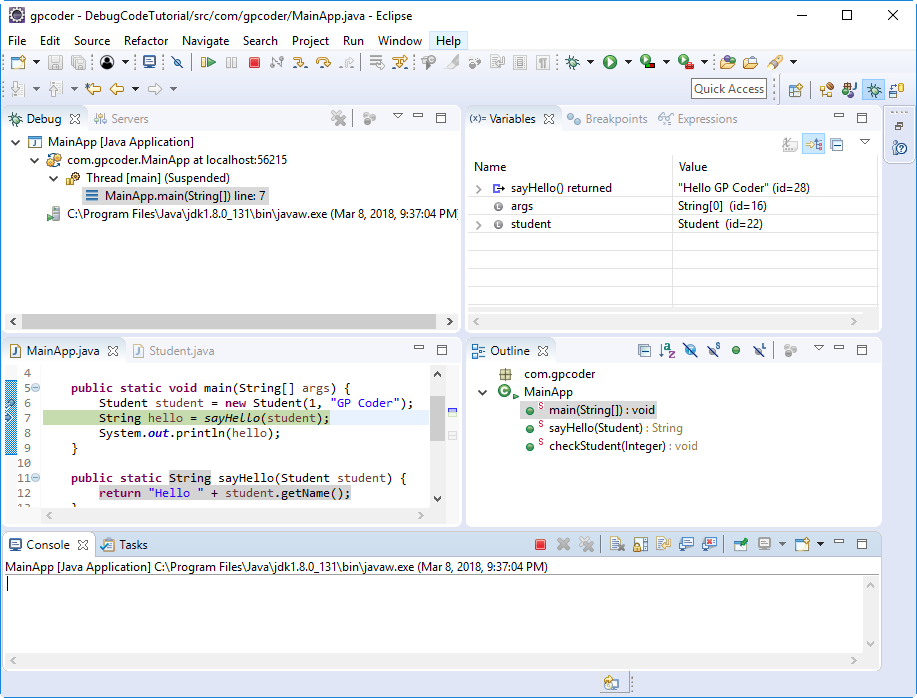 gpcoder - DebugCodeTutorial/src/com/gpcoder/MainApp.java - Eclipse
File Edit Source Refactor Navigate Search Project Run Window Help
Quick Access
Debug Servers
MainApp [Java Application]
com.gpcoder.MainApp at localhost:56215
Thread [main] (Suspended)
MainApp.main(String[]) line: 7
C:\Program Files\Java\jdk1.8.0_131\bin\javaw.exe (Mar 8, 2018, 9:37:04 PM)
(x)= Variables Breakpoints Expressions
Name Value
sayHello() returned "Hello GP Coder" (id=28)
args String[0] (id=16)
student Student (id=22)
MainApp.java Student.java
4
5 public static void main(String[] args) {
6 Student student = new Student(1, "GP Coder");
7 String hello = sayHello(student);
8 System.out.println(hello);
9 }
10
11 public static String sayHello(Student student) {
12 return "Hello " + student.getName();
13 }
Outline
com.gpcoder
MainApp
main(String[]) : void
sayHello(Student) : String
checkStudent(Integer) : void
Console Tasks
MainApp [Java Application] C:\Program Files\Java\jdk1.8.0_131\bin\javaw.exe (Mar 8, 2018, 9:37:04 PM)